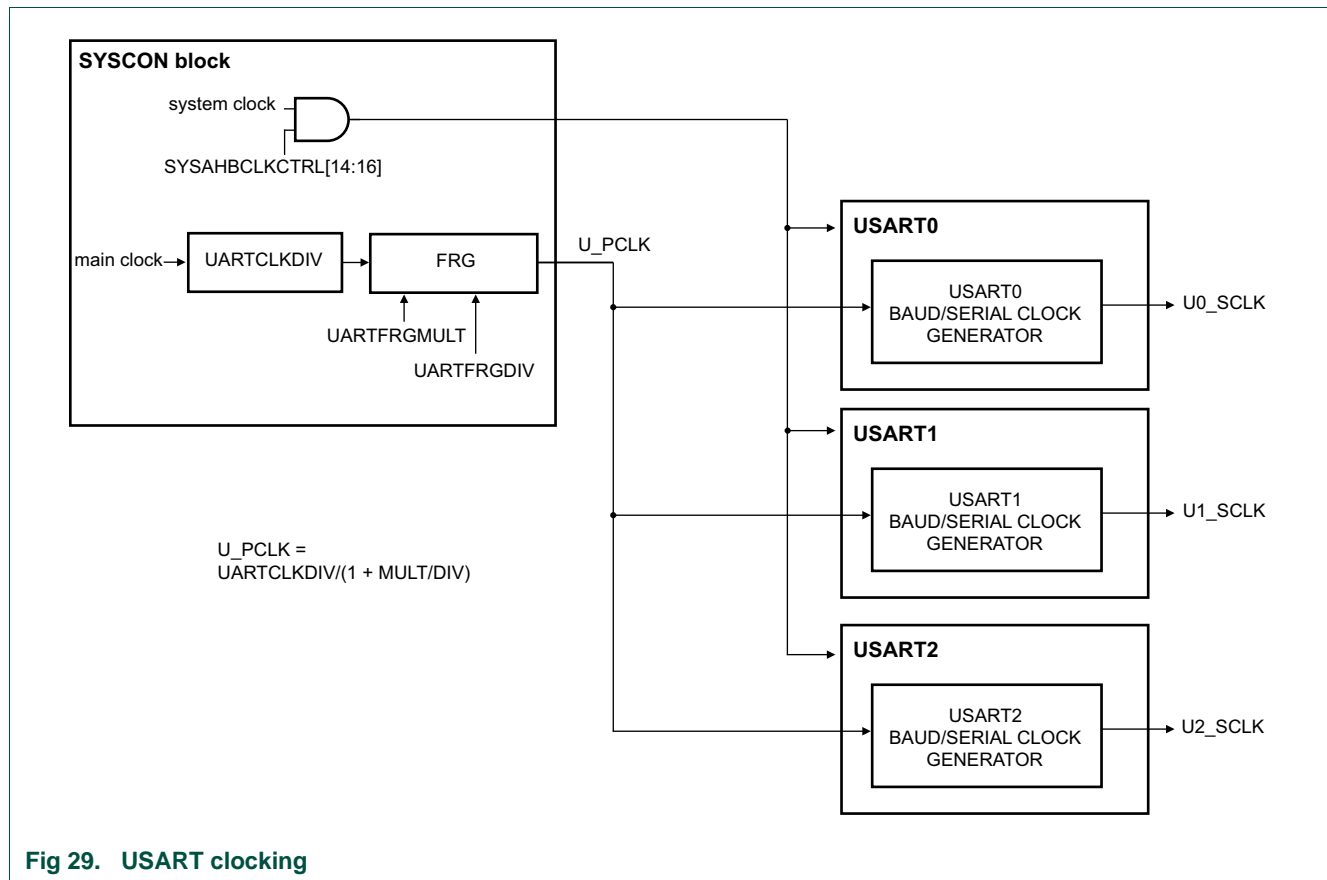 SYSCON block
system clock
SYSAHBCLKCTRL[14:16]
main clock
UARTCLKDIV
FRG
U_PCLK
UARTFRGMULT
UARTFRGDIV
U_PCLK =
UARTCLKDIV/(1 + MULT/DIV)
USART0
USART0
BAUD/SERIAL CLOCK
GENERATOR
U0_SCLK
USART1
USART1
BAUD/SERIAL CLOCK
GENERATOR
U1_SCLK
USART2
USART2
BAUD/SERIAL CLOCK
GENERATOR
U2_SCLK
Fig 29. USART clocking